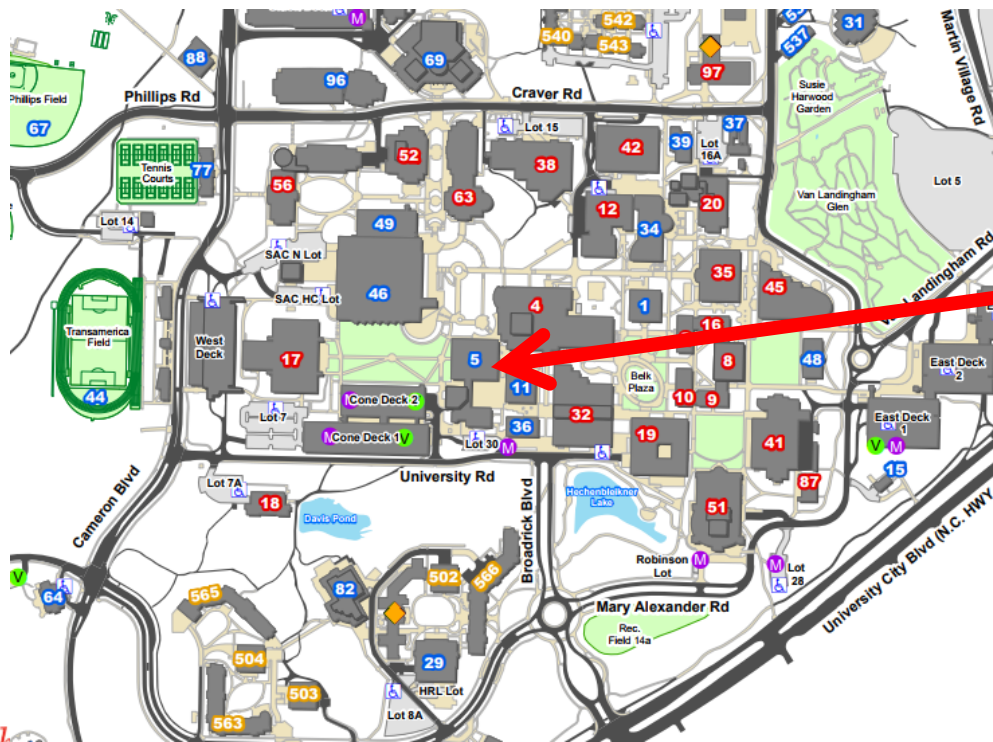 542
540
543
31
537
88
69
97
96
Phillips Rd
Craver Rd
Martin Village Rd
Phillips Field
67
Susie
Harwood
Garden
Lot 15
37
39
Lot
16A
42
52
38
Tennis
Courts
77
56
63
12
20
Lot 5
Van Landingham
Glen
Lot 14
49
34
SAC N Lot
35
45
46
SAC HC Lot
4
1
16
Transamerica
Field
West
Deck
17
5
8
48
East Deck
2
44
11
Belk
Plaza
10
9
M
Cone Deck 2
Lot 7
32
36
East Deck
1
M
Cone Deck 1
V
Lot 30
M
19
41
V
M
University Rd
15
Lot 7A
18
87
Cameron Blvd
Hechenbleikner
Lake
Davis Pond
51
Broadrick Blvd
University City Blvd (N.C. HWY
Robinson
Lot
M
M
Lot
28
V
64
565
82
502
566
Mary Alexander Rd
Rec.
Field 14a
504
29
503
HRL Lot
563
Lot 8A